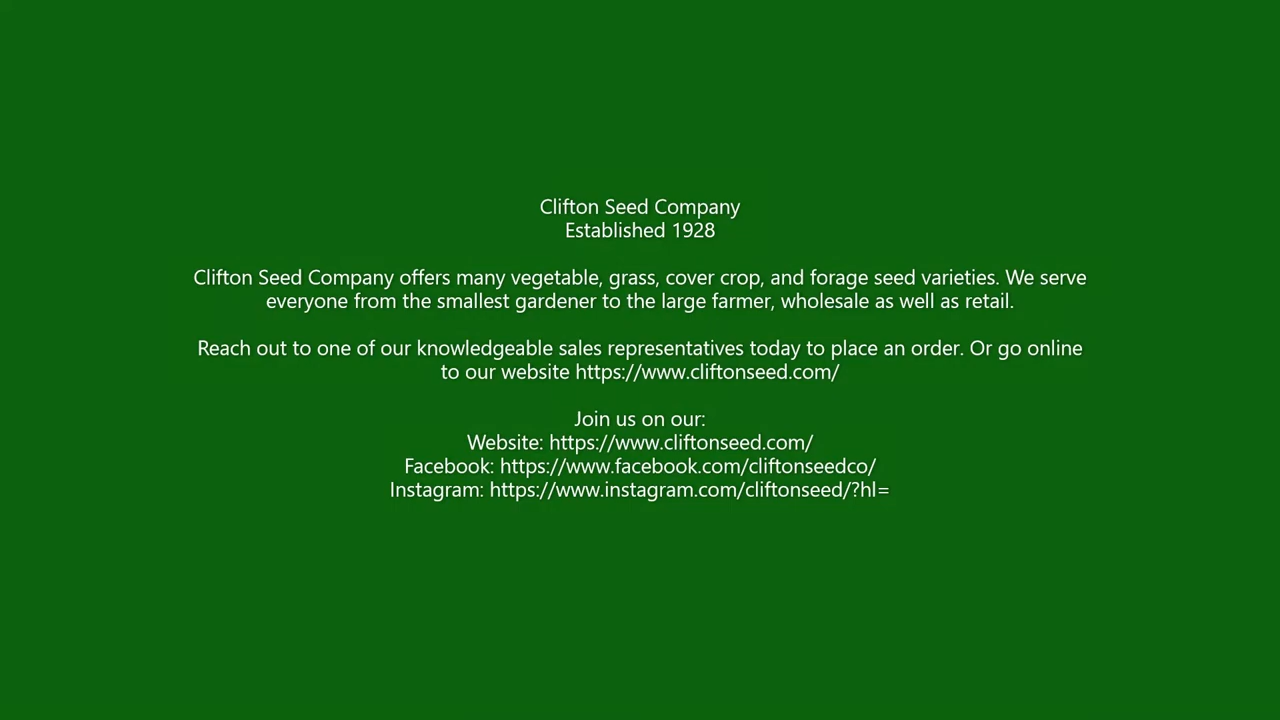 Clifton Seed Company
Established 1928
Clifton Seed Company offers many vegetable, grass, cover crop, and forage seed varieties. We serve
everyone from the smallest gardener to the large farmer, wholesale as well as retail.
Reach out to one of our knowledgeable sales representatives today to place an order. Or go online
to our website https://www.cliftonseed.com/
Join us on our:
Website: https://www.cliftonseed.com/
Facebook: https://www.facebook.com/cliftonseedco/
Instagram: https://www.instagram.com/cliftonseed/?hl=